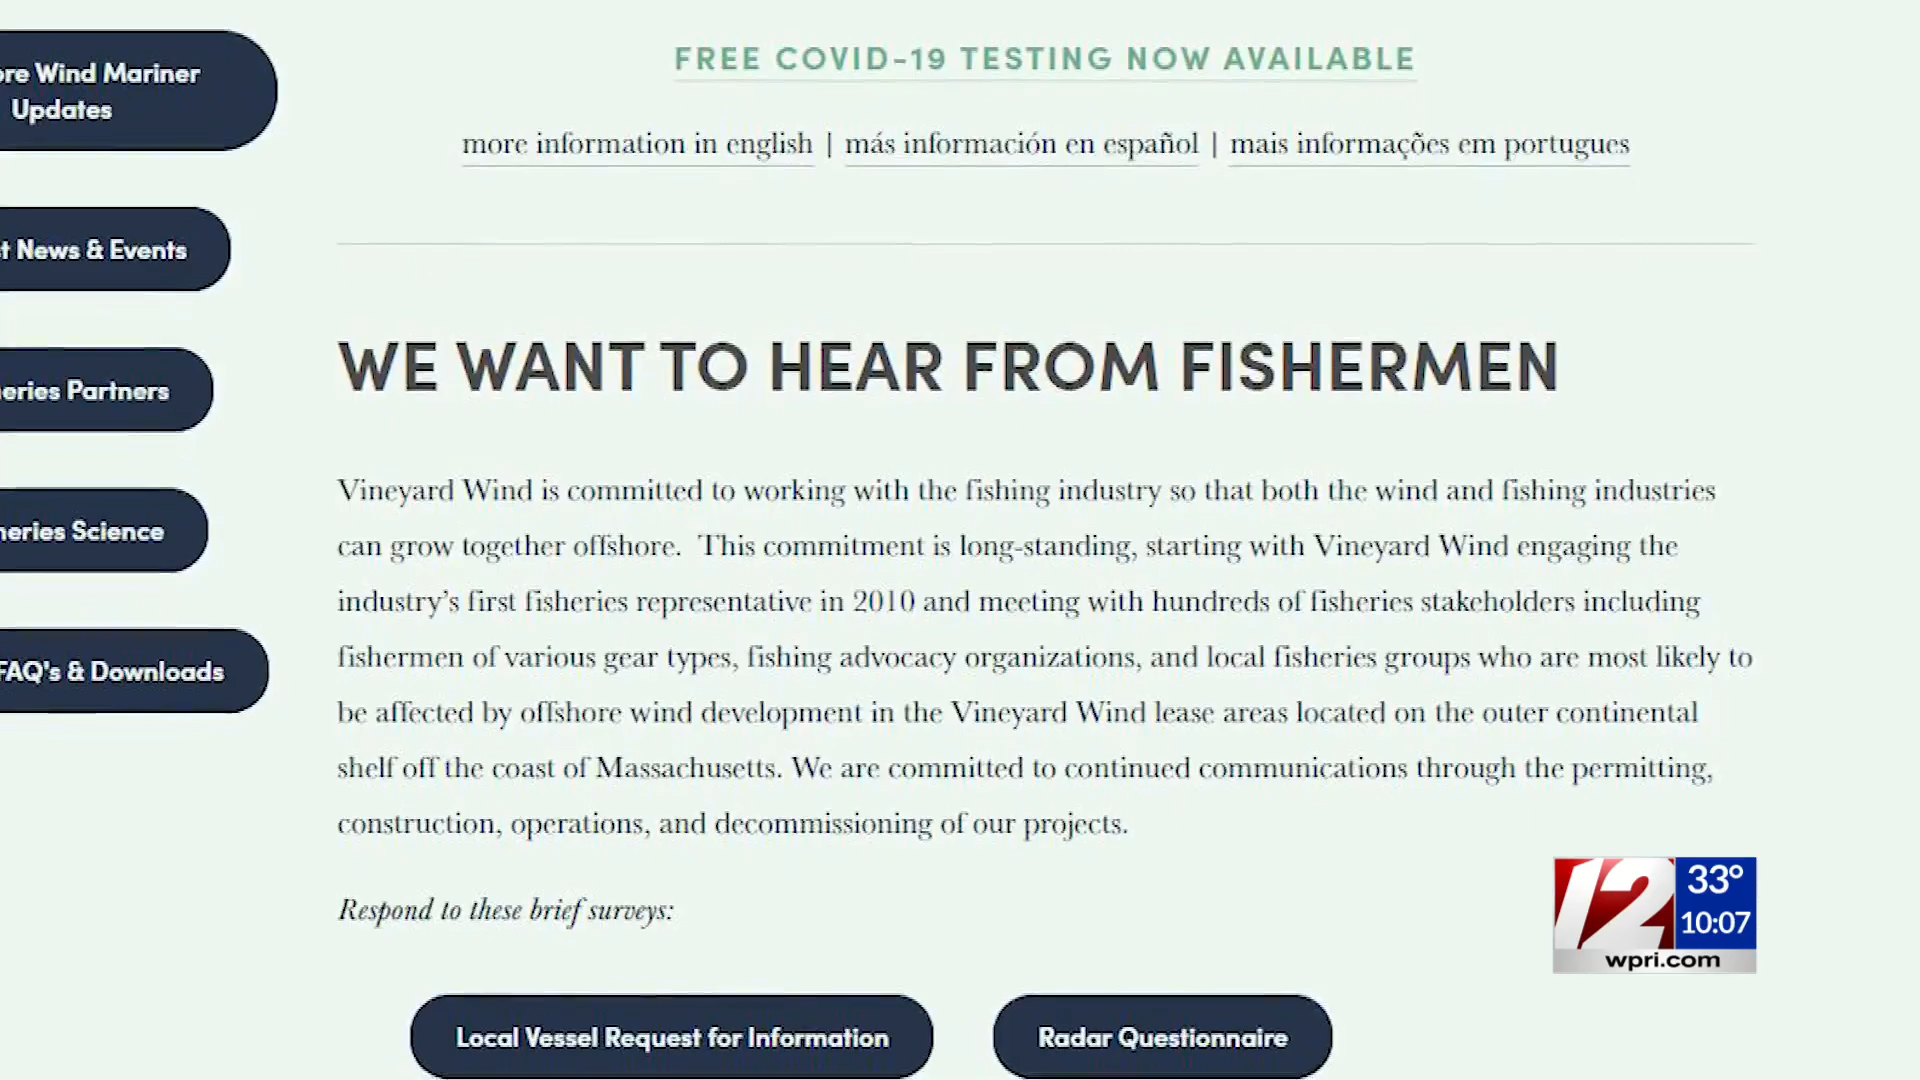 FREE COVID-19 TESTING NOW AVAILABLE
more information in english | más información en español | mais informações em portugues
ore Wind Mariner
Updates
t News & Events
eries Partners
heries Science
FAQ's & Downloads
WE WANT TO HEAR FROM FISHERMEN
Vineyard Wind is committed to working with the fishing industry so that both the wind and fishing industries
can grow together offshore. This commitment is long-standing, starting with Vineyard Wind engaging the
industry's first fisheries representative in 2010 and meeting with hundreds of fisheries stakeholders including
fishermen of various gear types, fishing advocacy organizations, and local fisheries groups who are most likely to
be affected by offshore wind development in the Vineyard Wind lease areas located on the outer continental
shelf off the coast of Massachusetts. We are committed to continued communications through the permitting,
construction, operations, and decommissioning of our projects.
Respond to these brief surveys:
Local Vessel Request for Information
Radar Questionnaire
12
33°
10:07
wpri.com